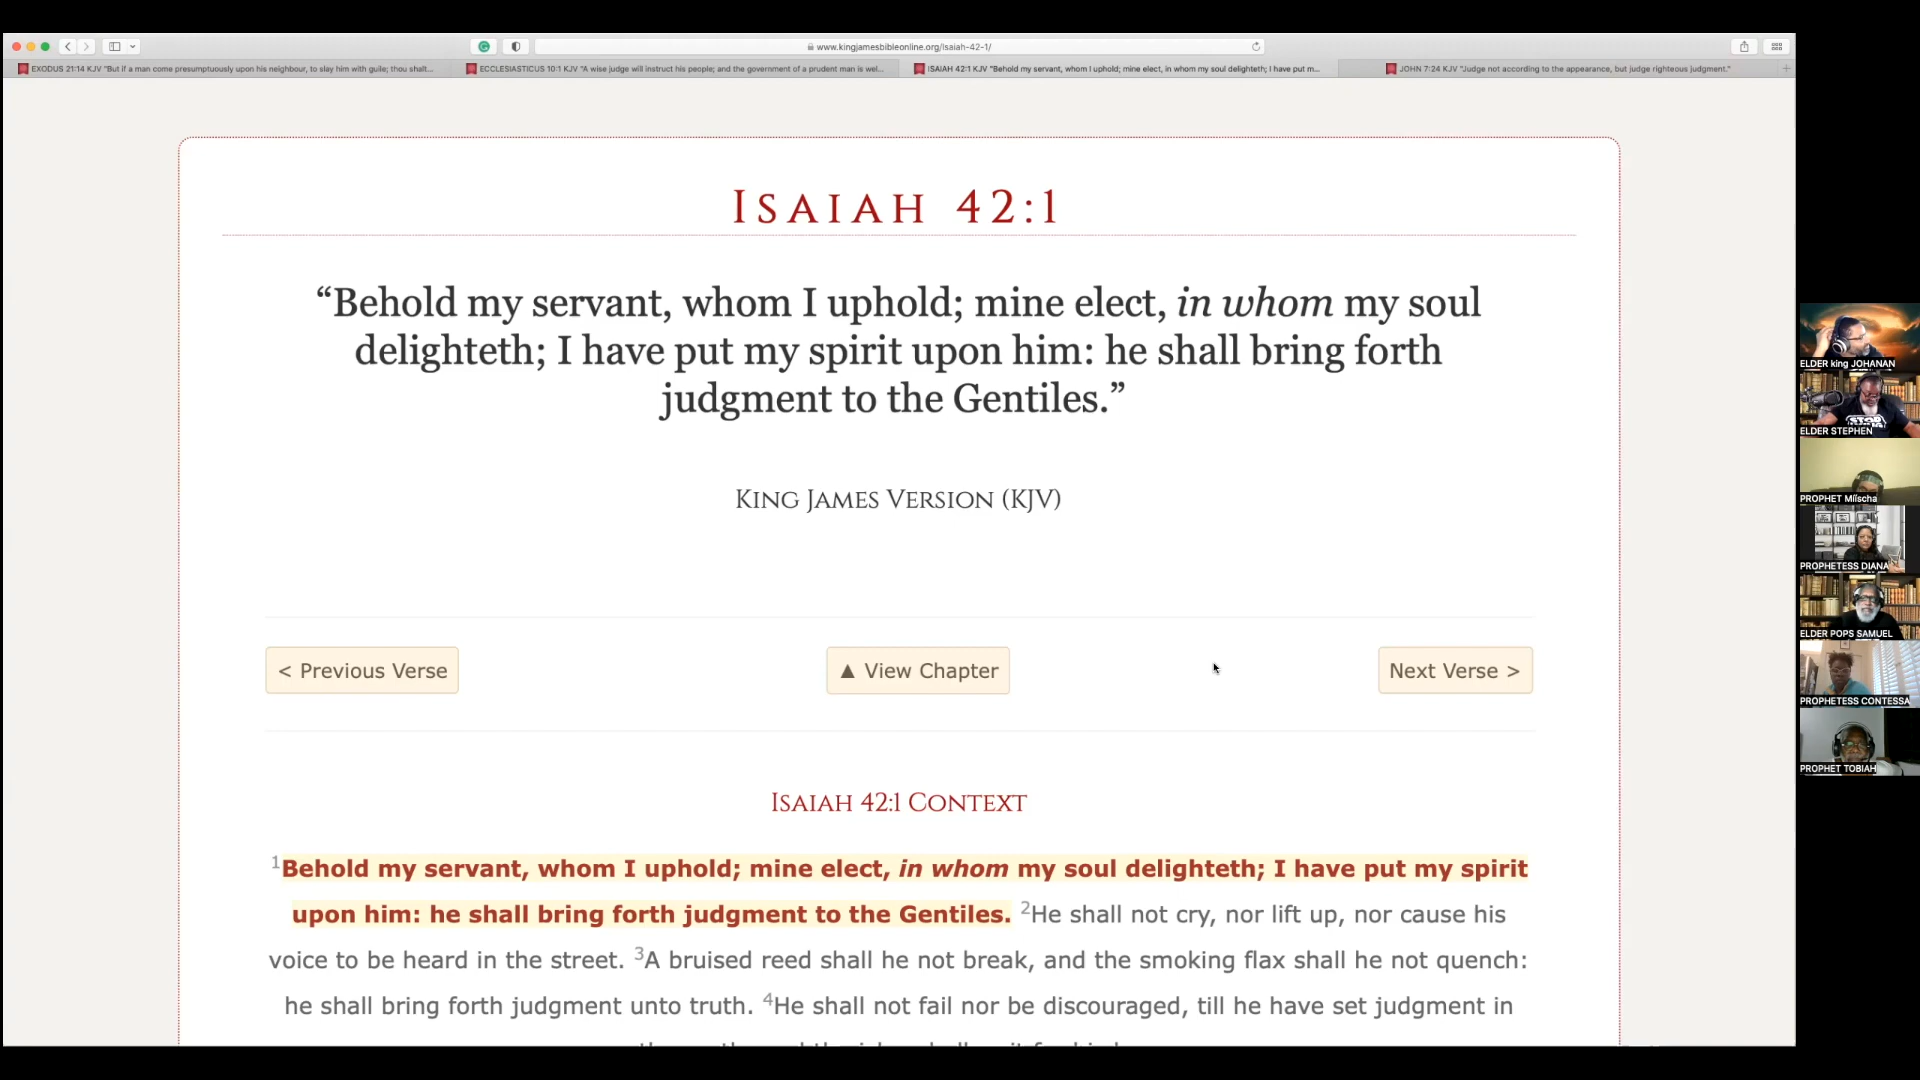 www.kingjamesbibleonline.org/Isaiah-42-1/
EXODUS 21:14 KJV "But if a man come presumptuously upon his neighbour, to slay him with guile; thou shalt...
ECCLESIASTICUS 10:1 KJV "A wise judge will instruct his people; and the government of a prudent man is wel...
ISAIAH 42:1 KJV "Behold my servant, whom I uphold; mine elect, in whom my soul delighteth; I have put m...
JOHN 7:24 KJV "Judge not according to the appearance, but judge righteous judgment."
ISAIAH 42:1
“Behold my servant, whom I uphold; mine elect, in whom my soul
delighteth; I have put my spirit upon him: he shall bring forth
judgment to the Gentiles.”
KING JAMES VERSION (KJV)
< Previous Verse
▲ View Chapter
Next Verse >
ISAIAH 42:1 CONTEXT
1Behold my servant, whom I uphold; mine elect, in whom my soul delighteth; I have put my spirit
upon him: he shall bring forth judgment to the Gentiles. 2He shall not cry, nor lift up, nor cause his
voice to be heard in the street. 3A bruised reed shall he not break, and the smoking flax shall he not quench:
he shall bring forth judgment unto truth. 4He shall not fail nor be discouraged, till he have set judgment in
ELDER king JOHANAN
STOP
ELDER STEPHEN
PROPHET Miischa
PROPHETESS DIANA
ELDER POPS SAMUEL
PROPHETESS CONTESSA
PROPHET TOBIAH